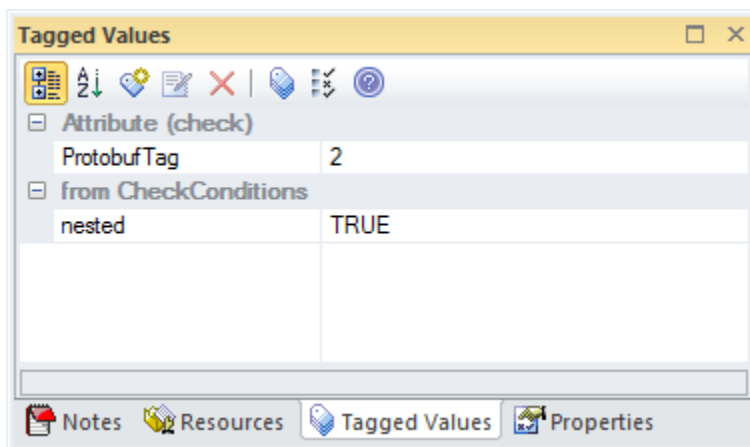 Tagged Values
Attribute (check)
ProtobufTag 2
from CheckConditions
nested TRUE
Notes Resources Tagged Values Properties